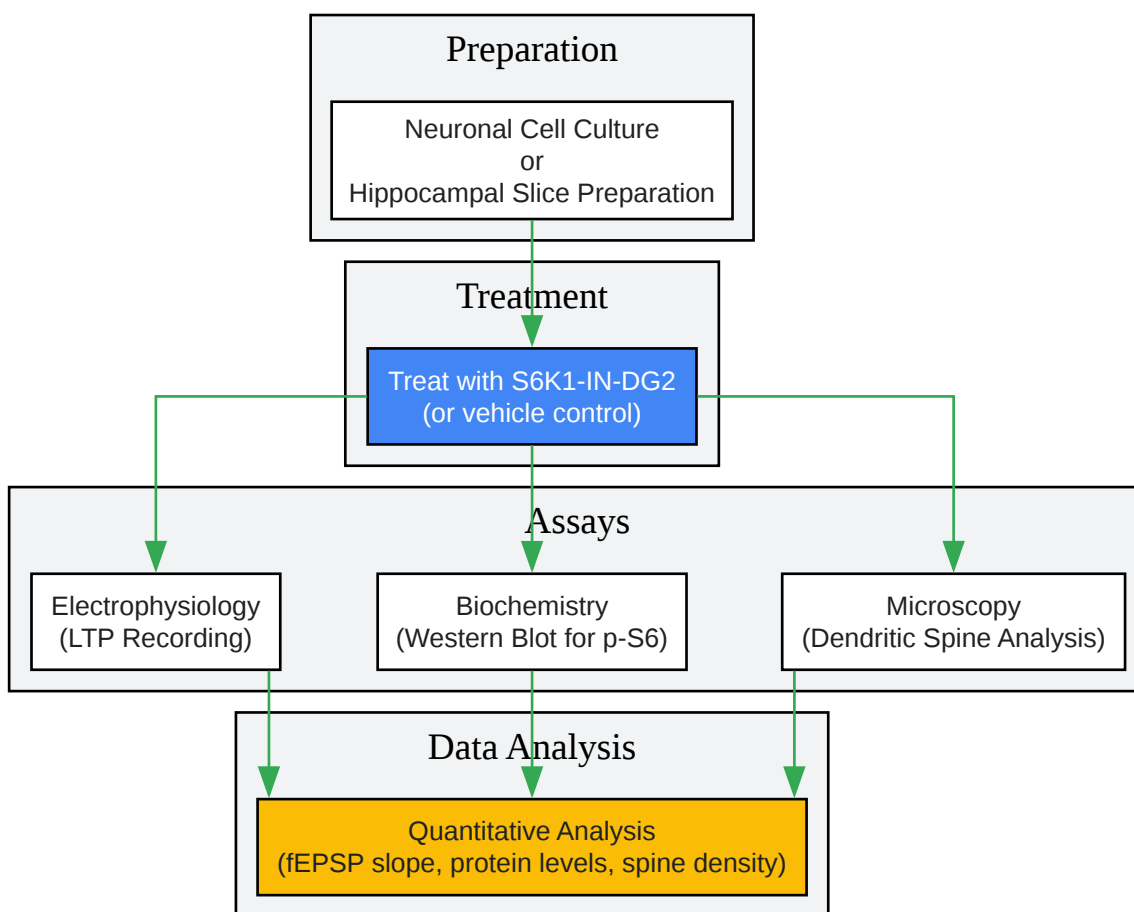 Preparation
Neuronal Cell Culture
or
Hippocampal Slice Preparation
Treatment
Treat with S6K1-IN-DG2
(or vehicle control)
Assays
Electrophysiology
(LTP Recording)
Biochemistry
(Western Blot for p-S6)
Microscopy
(Dendritic Spine Analysis)
Data Analysis
Quantitative Analysis
(fEPSP slope, protein levels, spine density)